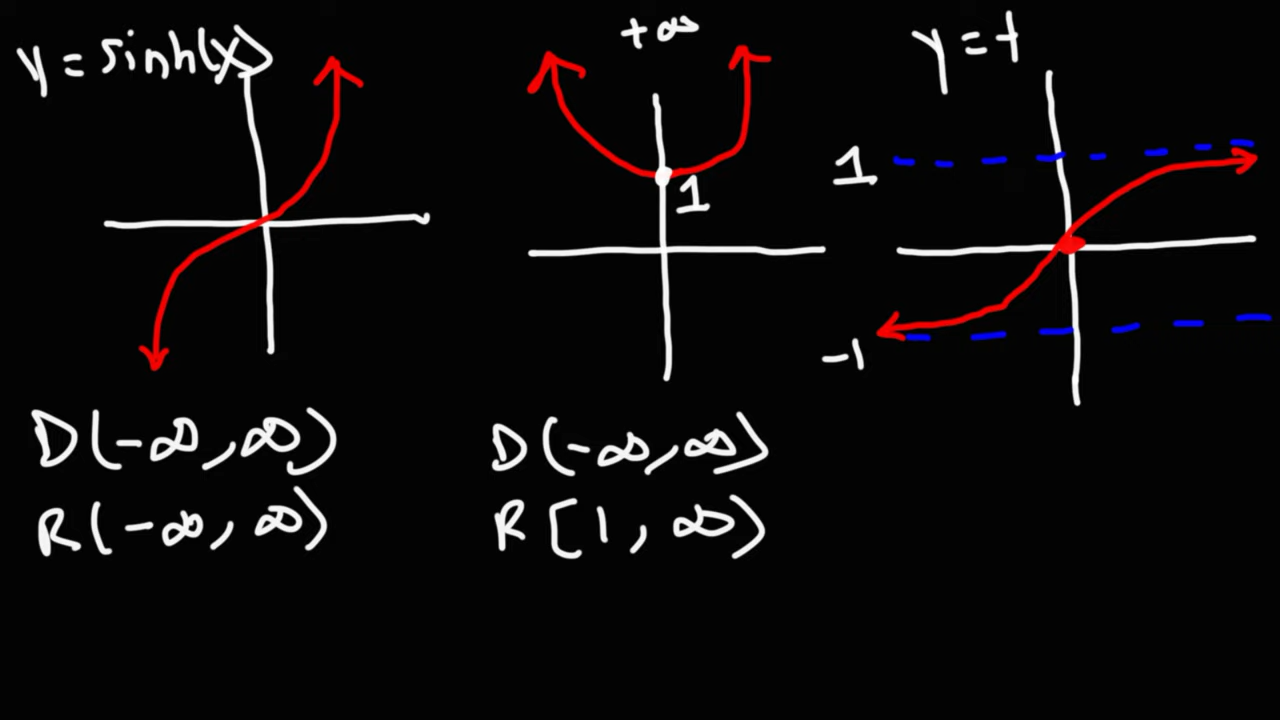 y = sinh(x)
+∞
y = t
1
1
-1
D(-∞, ∞)
D(-∞, ∞)
R(-∞, ∞)
R[1, ∞)